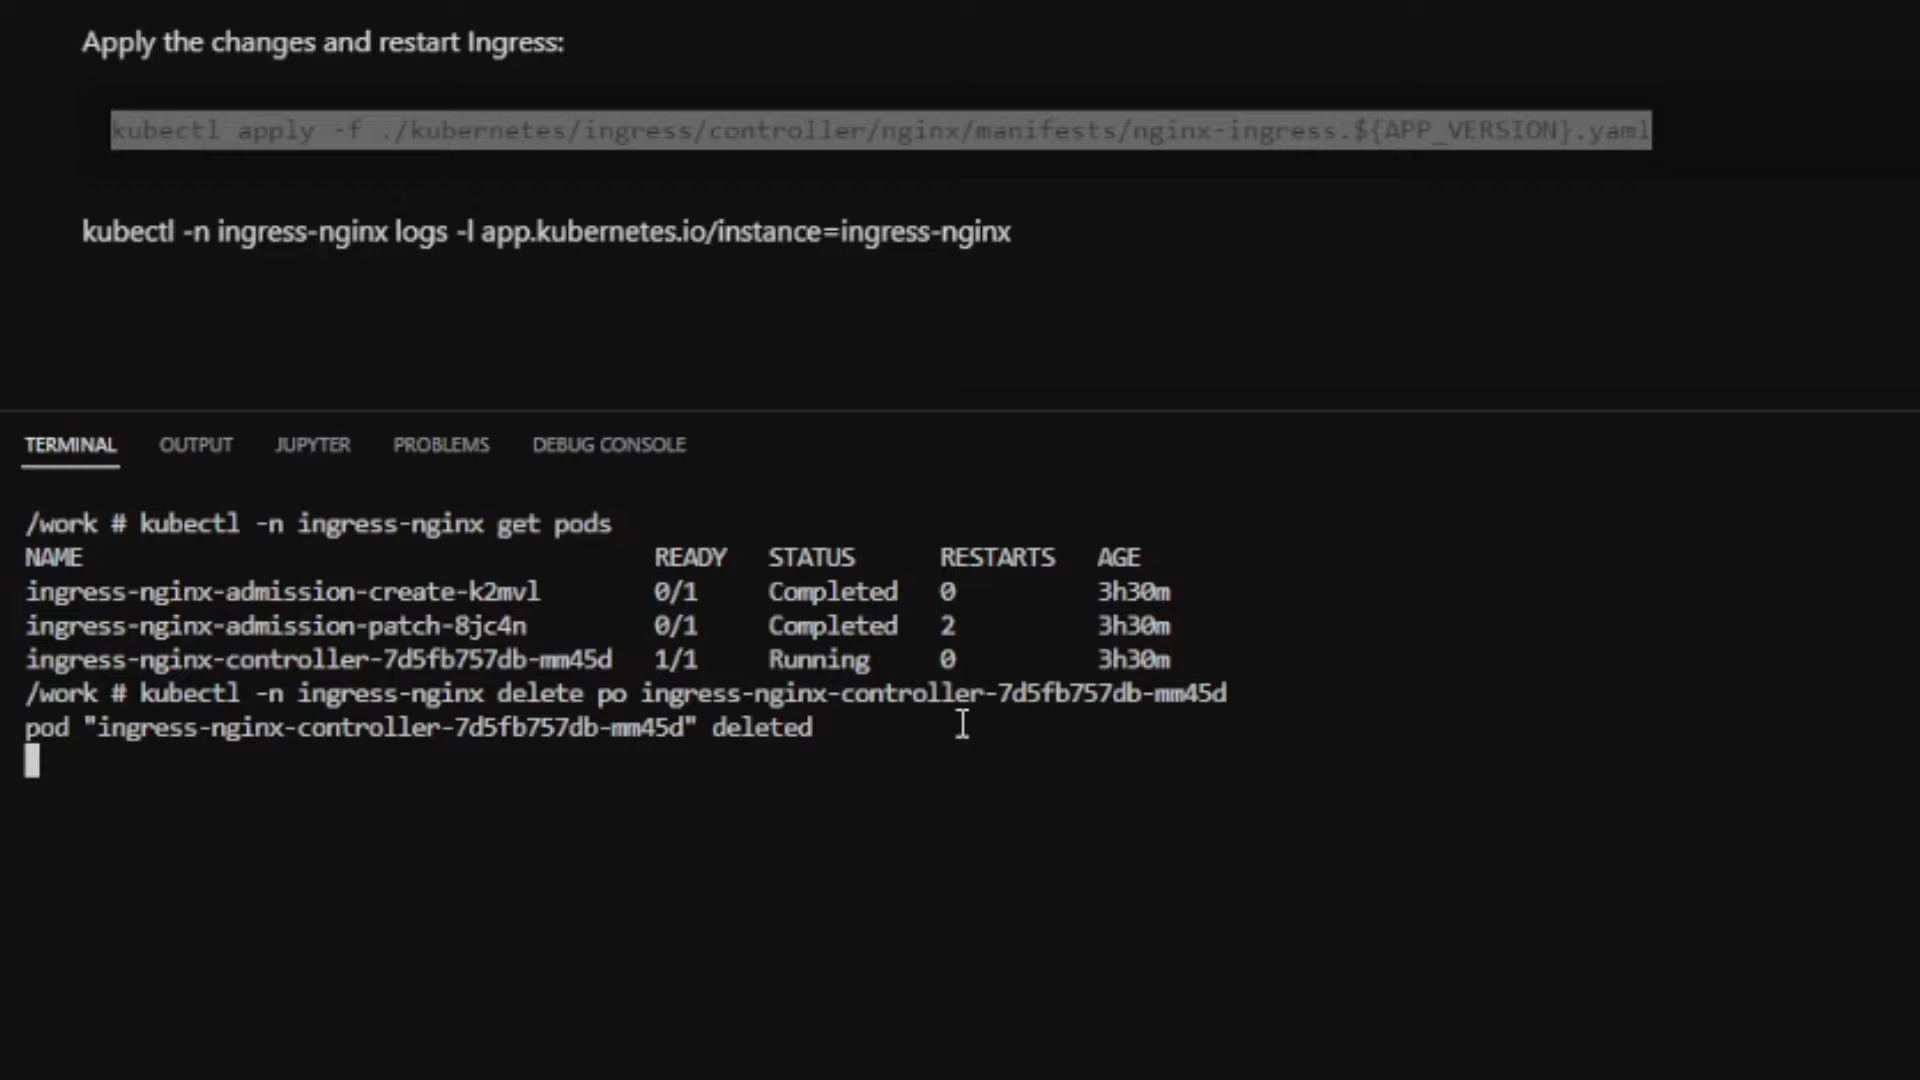 Apply the changes and restart Ingress:
kubectl apply -f ./kubernetes/ingress/controller/nginx/manifests/nginx-ingress.${APP_VERSION}.yaml
kubectl -n ingress-nginx logs -l app.kubernetes.io/instance=ingress-nginx
TERMINAL OUTPUT JUPYTER PROBLEMS DEBUG CONSOLE
/work # kubectl -n ingress-nginx get pods
NAME READY STATUS RESTARTS AGE
ingress-nginx-admission-create-k2mvl 0/1 Completed 0 3h30m
ingress-nginx-admission-patch-8jc4n 0/1 Completed 2 3h30m
ingress-nginx-controller-7d5fb757db-mm45d 1/1 Running 0 3h30m
/work # kubectl -n ingress-nginx delete po ingress-nginx-controller-7d5fb757db-mm45d
pod "ingress-nginx-controller-7d5fb757db-mm45d" deleted